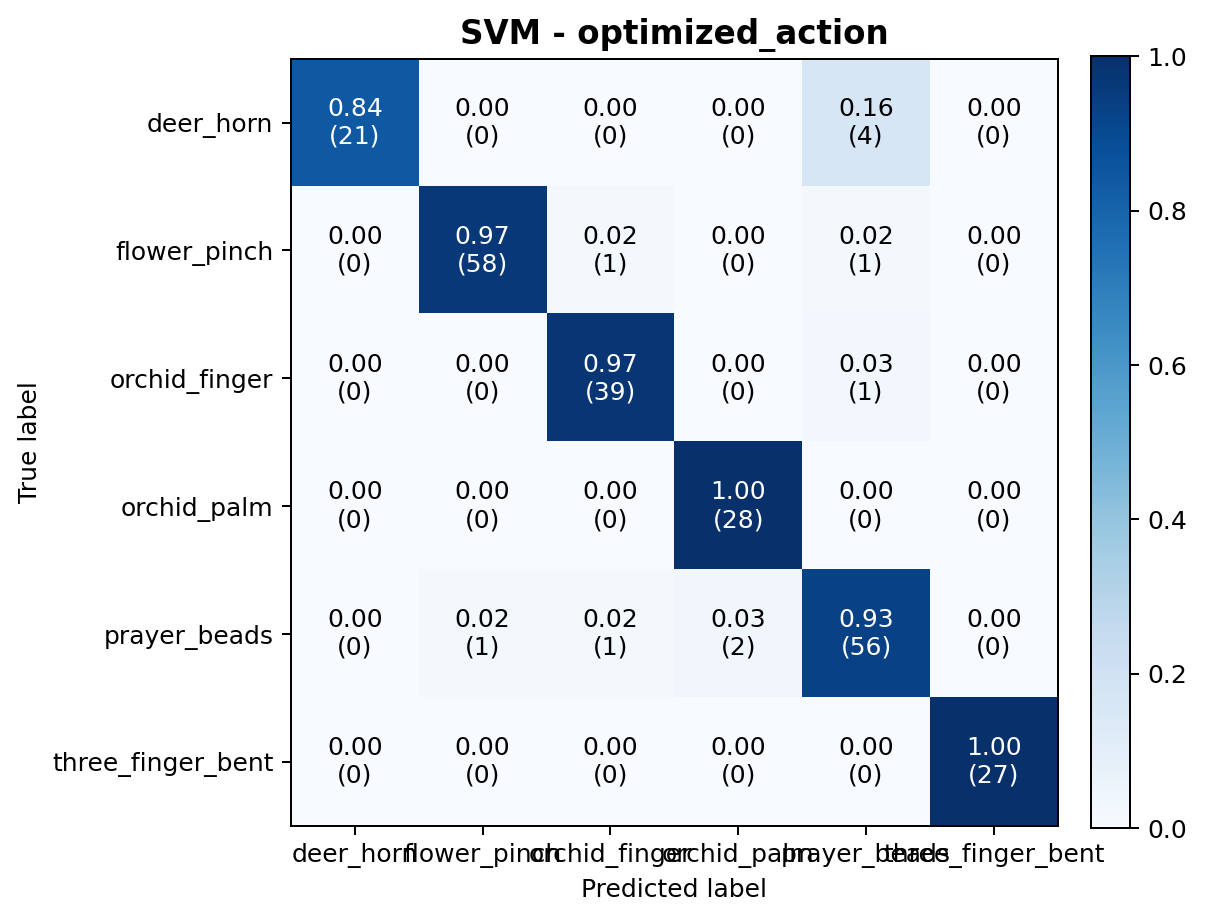 SVM - optimized_action
1.0
deer_horn 0.84 0.00 0.00 0.00 0.16 0.00
(21) (0) (0) (0) (4) (0)
0.8
flower_pinch 0.00 0.97 0.02 0.00 0.02 0.00
(0) (58) (1) (0) (1) (0)
orchid_finger 0.00 0.00 0.97 0.00 0.03 0.00
(0) (0) (39) (0) (1) (0)
0.6
True label
orchid_palm 0.00 0.00 0.00 1.00 0.00 0.00
(0) (0) (0) (28) (0) (0)
0.4
prayer_beads 0.00 0.02 0.02 0.03 0.93 0.00
(0) (1) (1) (2) (56) (0)
0.2
three_finger_bent 0.00 0.00 0.00 0.00 0.00 1.00
(0) (0) (0) (0) (0) (27)
0.0
deer_horn flower_pinch orchid_finger orchid_palm prayer_beads three_finger_bent
Predicted label